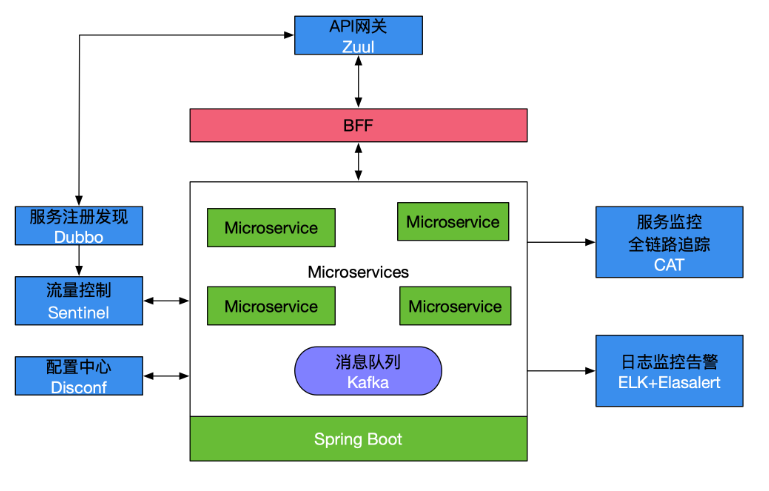 API网关
Zuul
BFF
服务注册发现
Dubbo
流量控制
Sentinel
配置中心
Disconf
Microservice
Microservice
Microservices
Microservice
Microservice
消息队列
Kafka
Spring Boot
服务监控
全链路追踪
CAT
日志监控告警
ELK+Elasalert